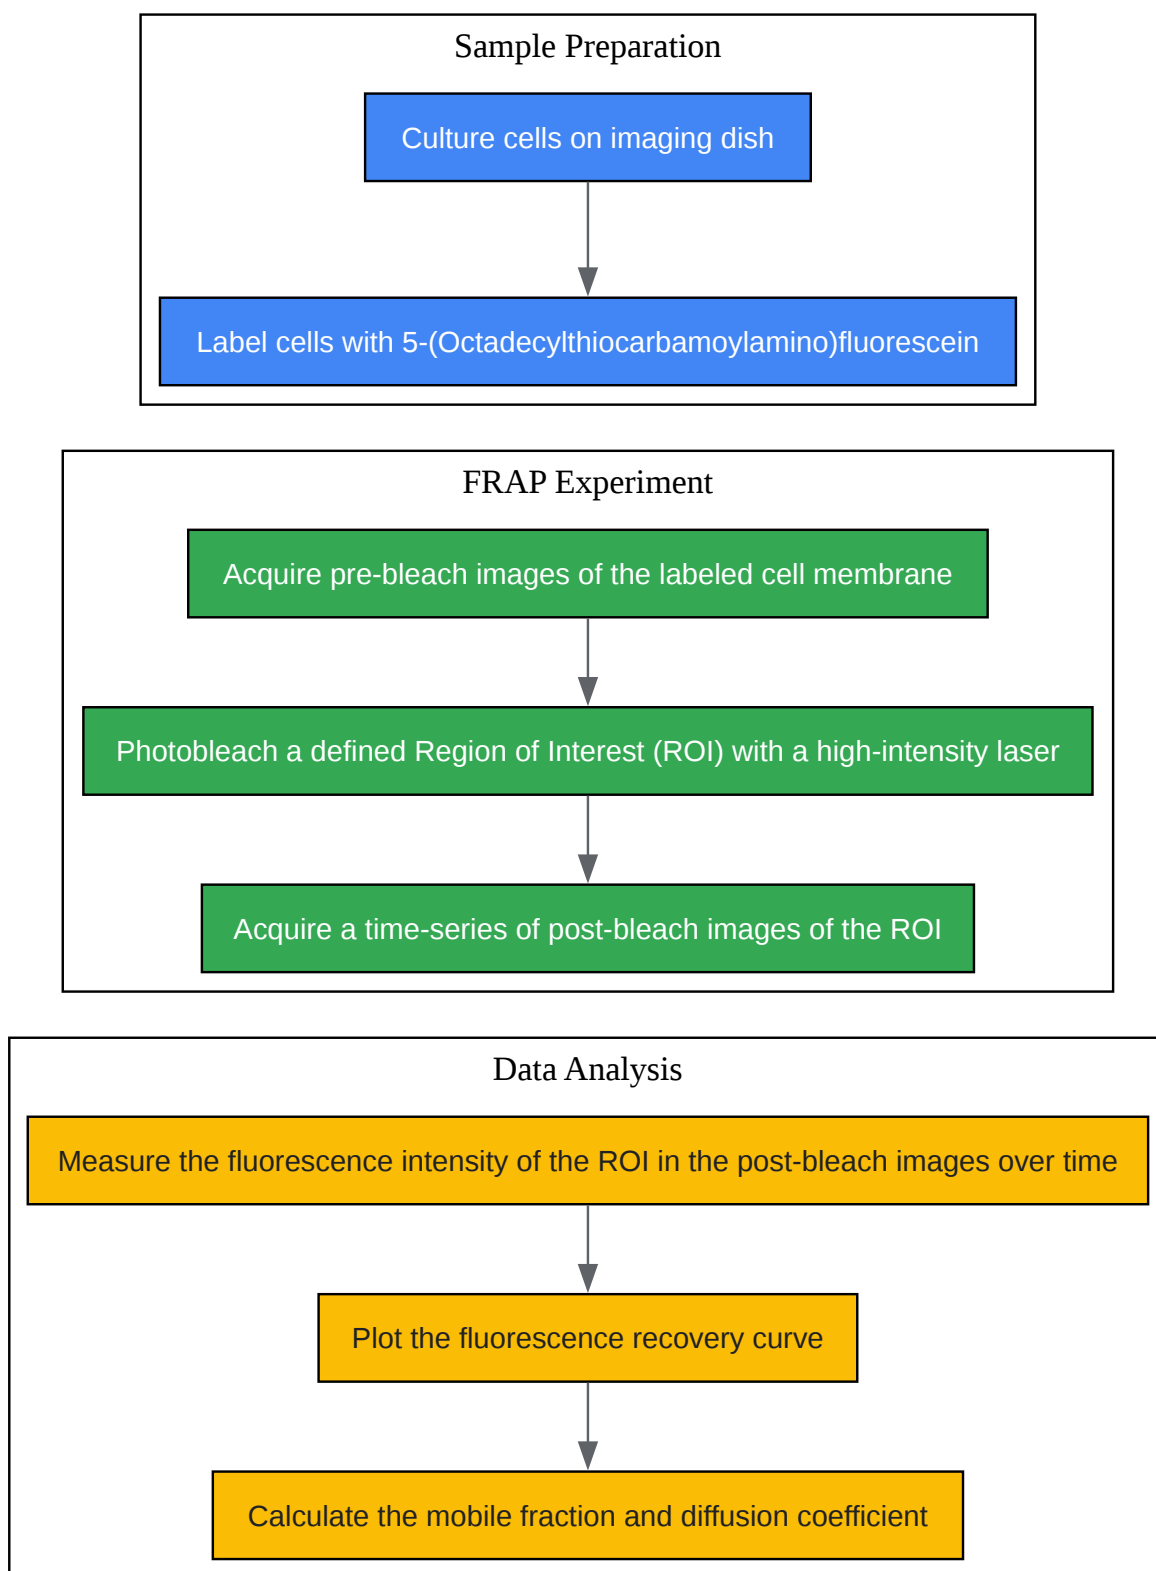 Sample Preparation
Culture cells on imaging dish
Label cells with 5-(Octadecylthiocarbamoylamino)fluorescein
FRAP Experiment
Acquire pre-bleach images of the labeled cell membrane
Photobleach a defined Region of Interest (ROI) with a high-intensity laser
Acquire a time-series of post-bleach images of the ROI
Data Analysis
Measure the fluorescence intensity of the ROI in the post-bleach images over time
Plot the fluorescence recovery curve
Calculate the mobile fraction and diffusion coefficient